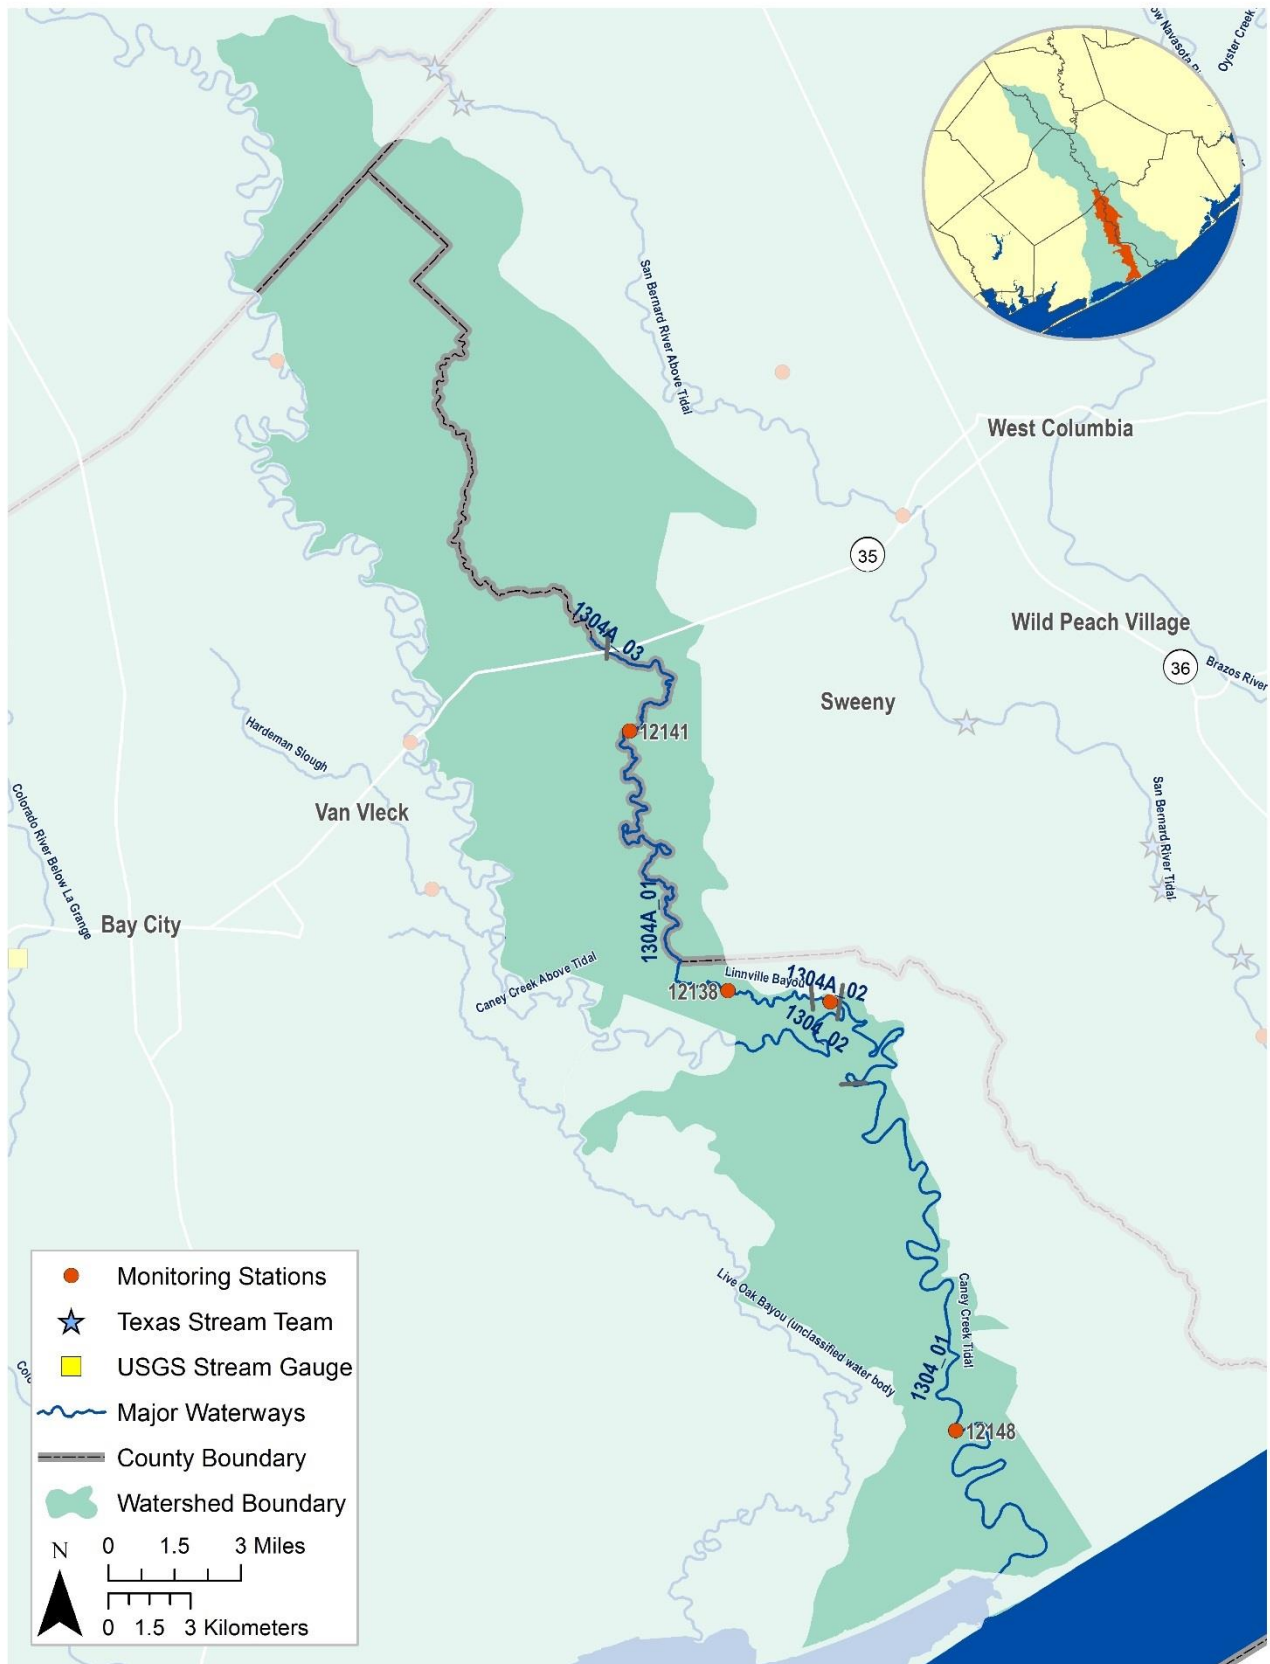 Oyster Creek
San Bernard River Above Tidal
West Columbia
35
Wild Peach Village
36
Brazos River
1304A_03
Sweeny
12141
Hardeman Slough
San Bernard River Tidal
Colorado River Below La Grange
Van Vleck
1304A_01
Bay City
Caney Creek Above Tidal
Linnville Bayou
1304A_02
12138
1304_02
Live Oak Bayou (unclassified water body
Caney Creek Tidal
1304_01
12148
Monitoring Stations
Texas Stream Team
USGS Stream Gauge
Major Waterways
County Boundary
Watershed Boundary
N
0 1.5 3 Miles
0 1.5 3 Kilometers